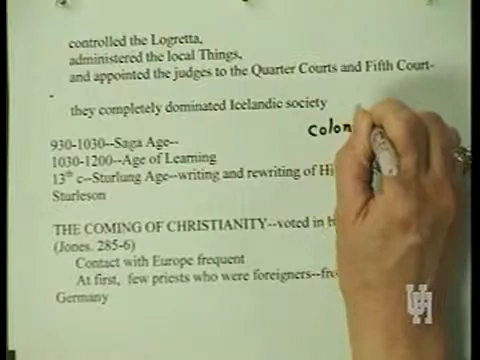 controlled the Logretta,
administered the local Things,
and appointed the judges to the Quarter Courts and Fifth Court-
-
they completely dominated Icelandic society
Colon
930-1030--Saga Age--
1030-1200--Age of Learning
13th c--Sturlung Age--writing and rewriting of
Sturleson
THE COMING OF CHRISTIANITY--voted in
(Jones. 285-6)
Contact with Europe frequent
At first, few priests who were foreigners--
Germany
UH